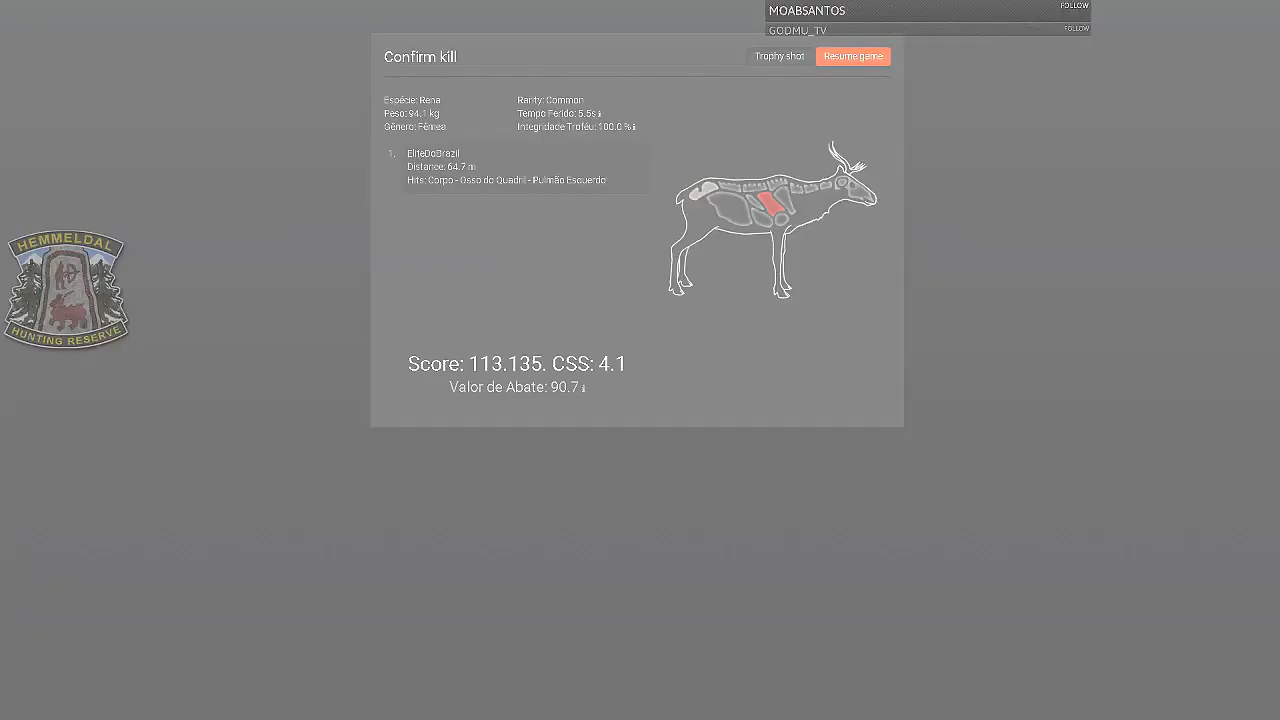 MOABSANTOS FOLLOW
GODMU_TV FOLLOW
Confirm kill Trophy shot Resume game
Espécie: Rena Rarity: Common
Peso: 94.1 kg Tempo Ferido: 5.5s i
Gênero: Fêmea Integridade Troféu: 100.0 % i
1. EliteDoBrazil
Distance: 64.7 m
Hits: Corpo - Osso do Quadril - Pulmão Esquerdo
HEMMELDAL
HUNTING RESERVE
Score: 113.135. CSS: 4.1
Valor de Abate: 90.7 i